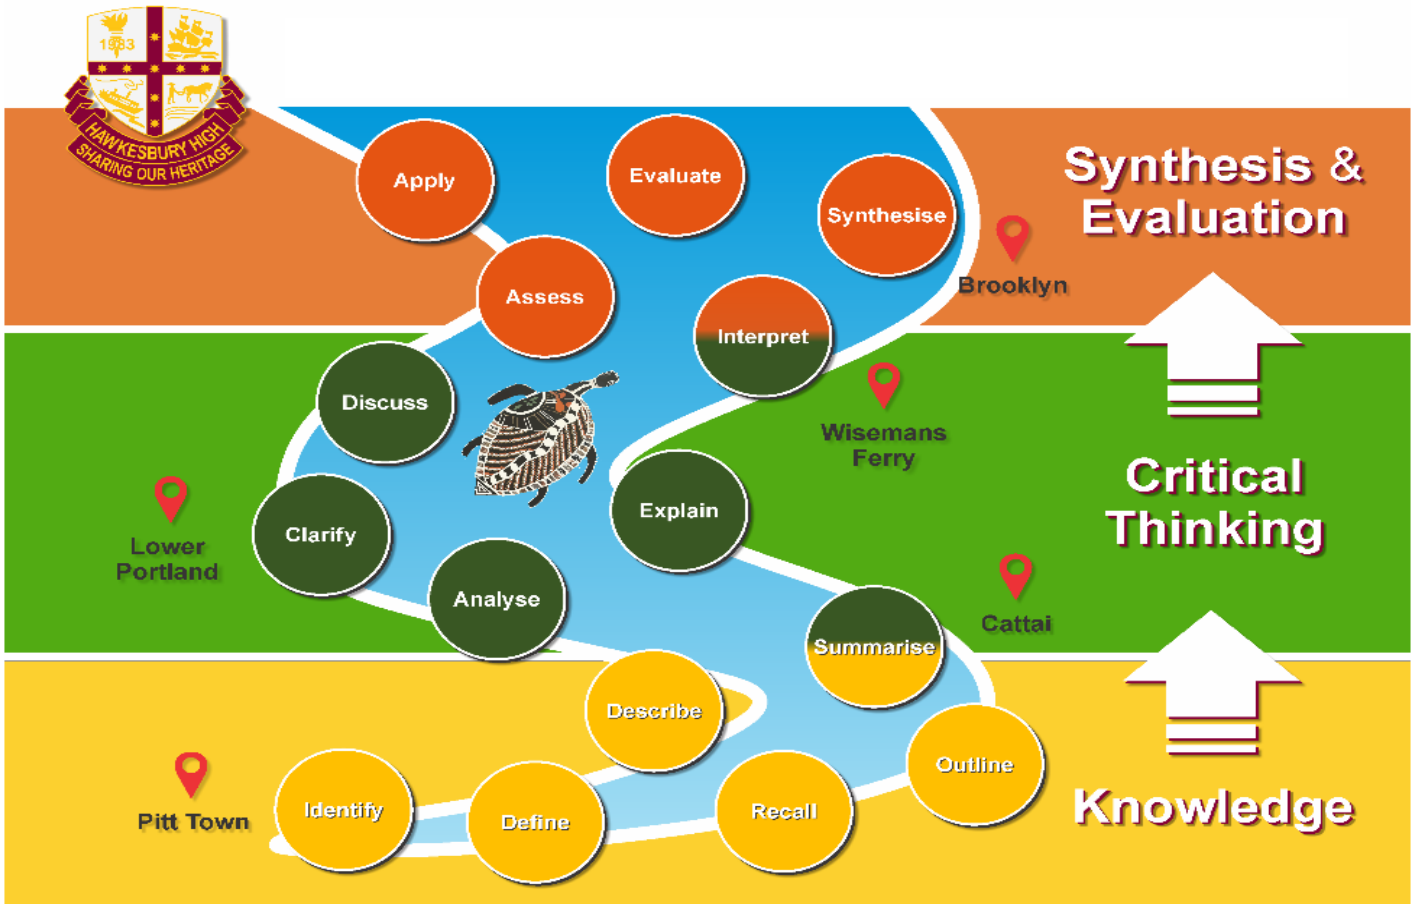 1983
HAWKESBURY HIGH
SHARING OUR HERITAGE
Apply
Evaluate
Synthesise
Synthesis &
Evaluation
Assess
Interpret
Brooklyn
Discuss
Wisemans
Ferry
Clarify
Explain
Critical
Thinking
Lower
Portland
Analyse
Summarise
Cattai
Describe
Outline
Identify
Define
Recall
Pitt Town
Knowledge